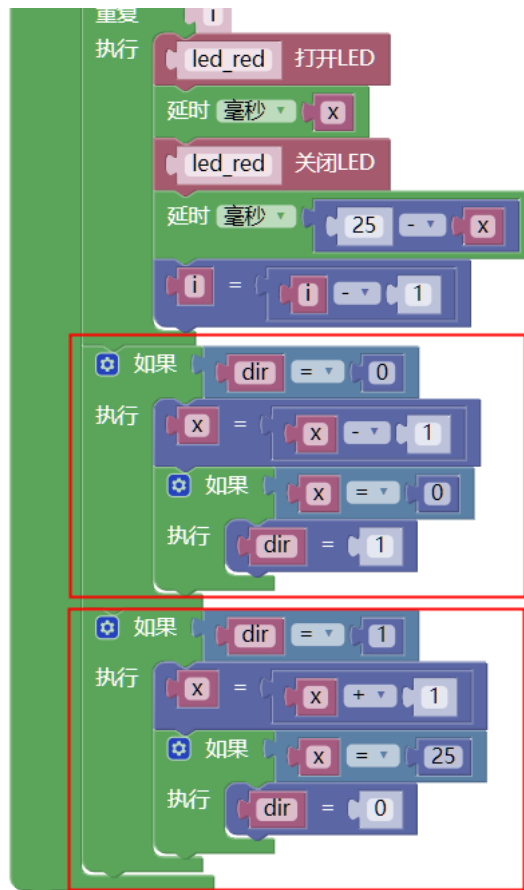 重复 i
执行 led_red 打开LED
延时 毫秒 x
led_red 关闭LED
延时 毫秒 25 - x
i = i - 1
如果 dir = 0
执行 x = x - 1
如果 x = 0
执行 dir = 1
如果 dir = 1
执行 x = x + 1
如果 x = 25
执行 dir = 0